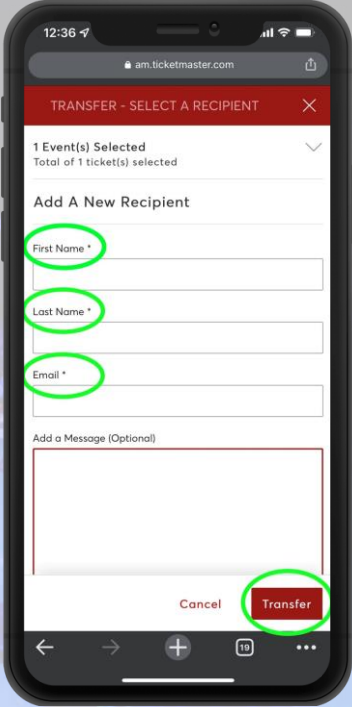 12:36
am.ticketmaster.com
TRANSFER - SELECT A RECIPIENT
1 Event(s) Selected
Total of 1 ticket(s) selected
Add A New Recipient
First Name *
Last Name *
Email *
Add a Message (Optional)
Cancel Transfer
19